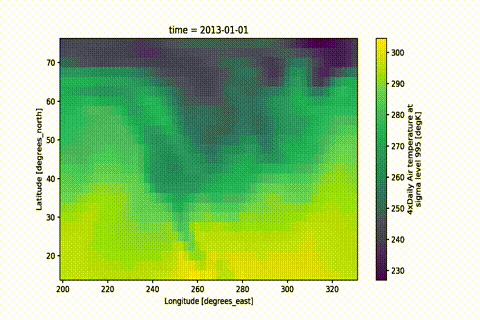 time = 2013-01-01
70
60
50
40
30
20
Latitude [degrees_north]
200 220 240 260 280 300 320
Longitude [degrees_east]
300
290
280
270
260
250
240
230
4xDaily Air temperature at
sigma level 995 [degK]